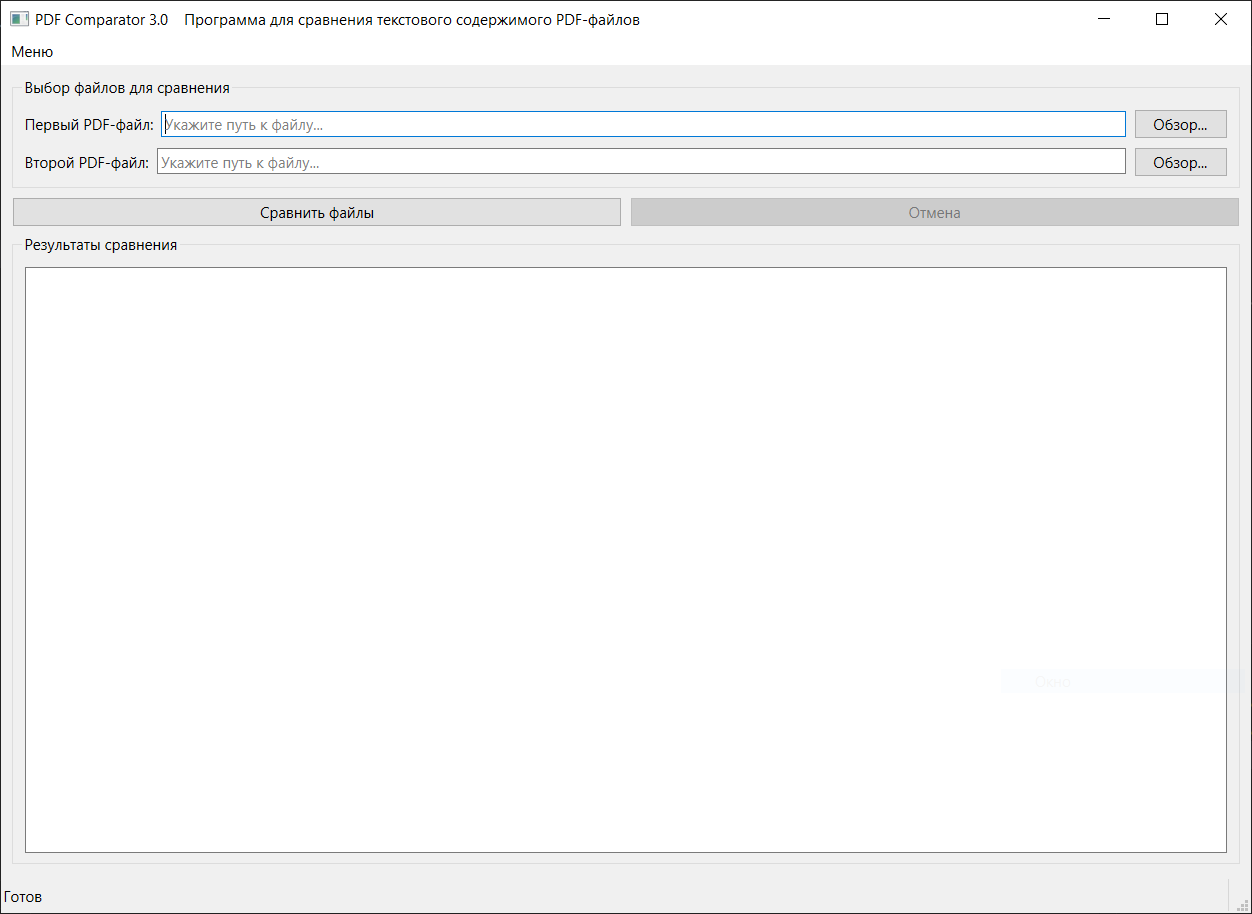 PDF Comparator 3.0 Программа для сравнения текстового содержимого PDF-файлов
Меню
Выбор файлов для сравнения
Первый PDF-файл: Укажите путь к файлу... Обзор...
Второй PDF-файл: Укажите путь к файлу... Обзор...
Сравнить файлы Отмена
Результаты сравнения
Окно
Готов